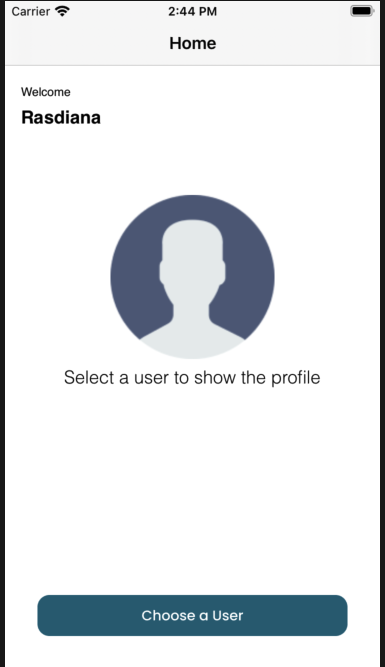 Carrier 2:44 PM
Home
Welcome
Rasdiana
Select a user to show the profile
Choose a User